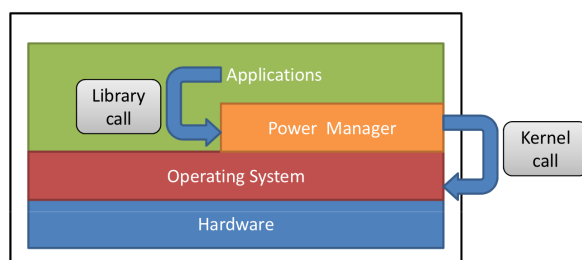 Applications
Library
call
Power Manager
Kernel
call
Operating System
Hardware